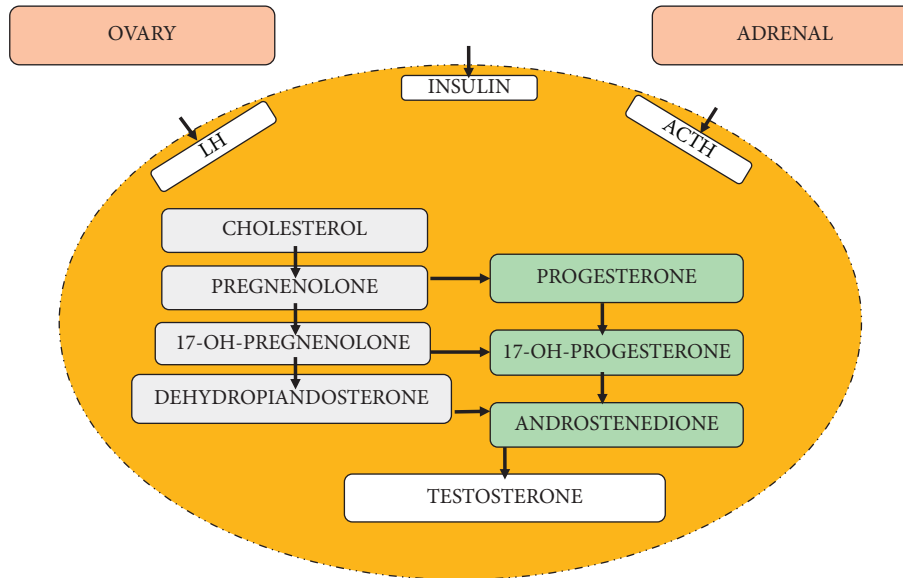 OVARY
ADRENAL
INSULIN
LH
ACTH
CHOLESTEROL
PREGNENOLONE
PROGESTERONE
17-OH-PREGNENOLONE
17-OH-PROGESTERONE
DEHYDROPIANDOSTERONE
ANDROSTENEDIONE
TESTOSTERONE